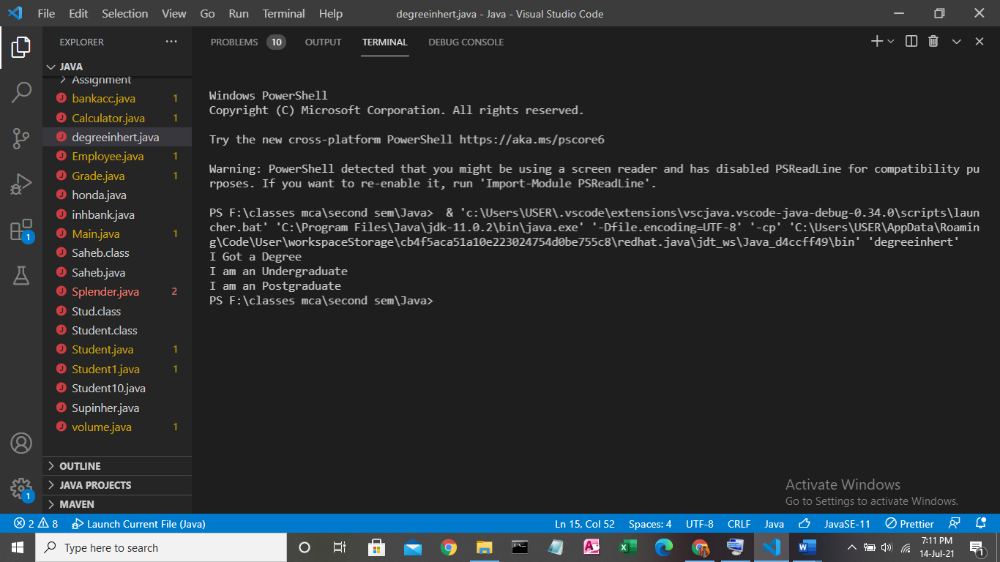 File Edit Selection View Go Run Terminal Help
degreeinhert.java - Java - Visual Studio Code
EXPLORER
JAVA
Assignment
bankacc.java 1
Calculator.java 1
degreeinhert.java
Employee.java 1
Grade.java 1
honda.java
inhbank.java
Main.java 1
Saheb.class
Saheb.java
Splender.java 2
Stud.class
Student.class
Student.java 1
Student1.java 1
Student10.java
Supinher.java
volume.java 1
OUTLINE
JAVA PROJECTS
MAVEN
1
1
PROBLEMS 10 OUTPUT TERMINAL DEBUG CONSOLE
Windows PowerShell
Copyright (C) Microsoft Corporation. All rights reserved.
Try the new cross-platform PowerShell https://aka.ms/pscore6
Warning: PowerShell detected that you might be using a screen reader and has disabled PSReadLine for compatibility pu
rposes. If you want to re-enable it, run 'Import-Module PSReadLine'.
PS F:\classes mca\second sem\Java>  & 'c:\Users\USER\.vscode\extensions\vscjava.vscode-java-debug-0.34.0\scripts\laun
cher.bat' 'C:\Program Files\Java\jdk-11.0.2\bin\java.exe' '-Dfile.encoding=UTF-8' '-cp' 'C:\Users\USER\AppData\Roamin
g\Code\User\workspaceStorage\cb4f5aca51a10e223024754d0be755c8\redhat.java\jdt_ws\Java_d4ccff49\bin' 'degreeinhert'
I Got a Degree
I am an Undergraduate
I am an Postgraduate
PS F:\classes mca\second sem\Java>
Activate Windows
Go to Settings to activate Windows.
2 8 Launch Current File (Java)
Ln 15, Col 52 Spaces: 4 UTF-8 CRLF Java JavaSE-11 Prettier
Type here to search
7:11 PM
14-Jul-21
1